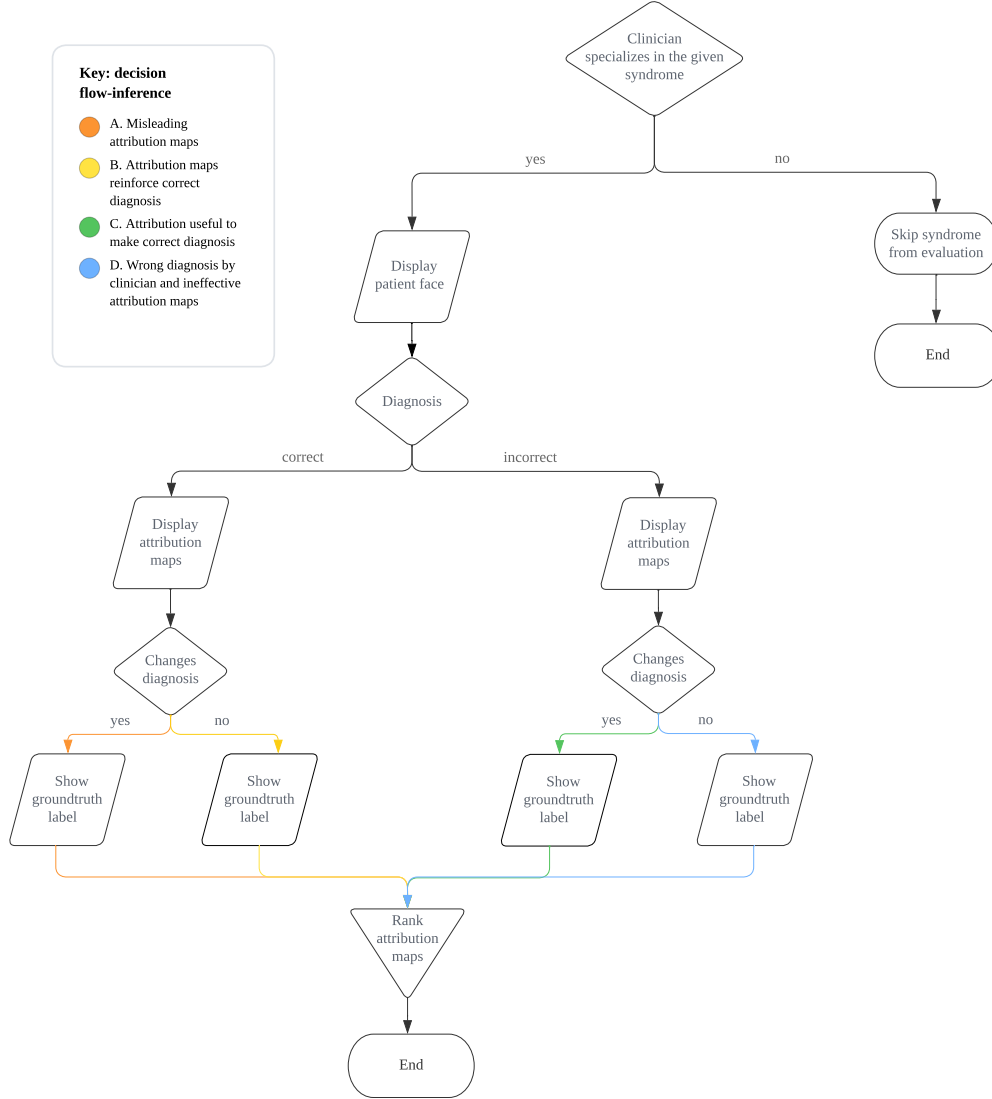 Clinician
specializes in the given
syndrome
Key: decision
flow-inference
A. Misleading
attribution maps
B. Attribution maps
reinforce correct
diagnosis
C. Attribution useful to
make correct diagnosis
D. Wrong diagnosis by
clinician and ineffective
attribution maps
yes
no
Skip syndrome
from evaluation
End
Display
patient face
Diagnosis
correct
incorrect
Display
attribution
maps
Display
attribution
maps
Changes
diagnosis
Changes
diagnosis
yes
no
yes
no
Show
groundtruth
label
Show
groundtruth
label
Show
groundtruth
label
Show
groundtruth
label
Rank
attribution
maps
End